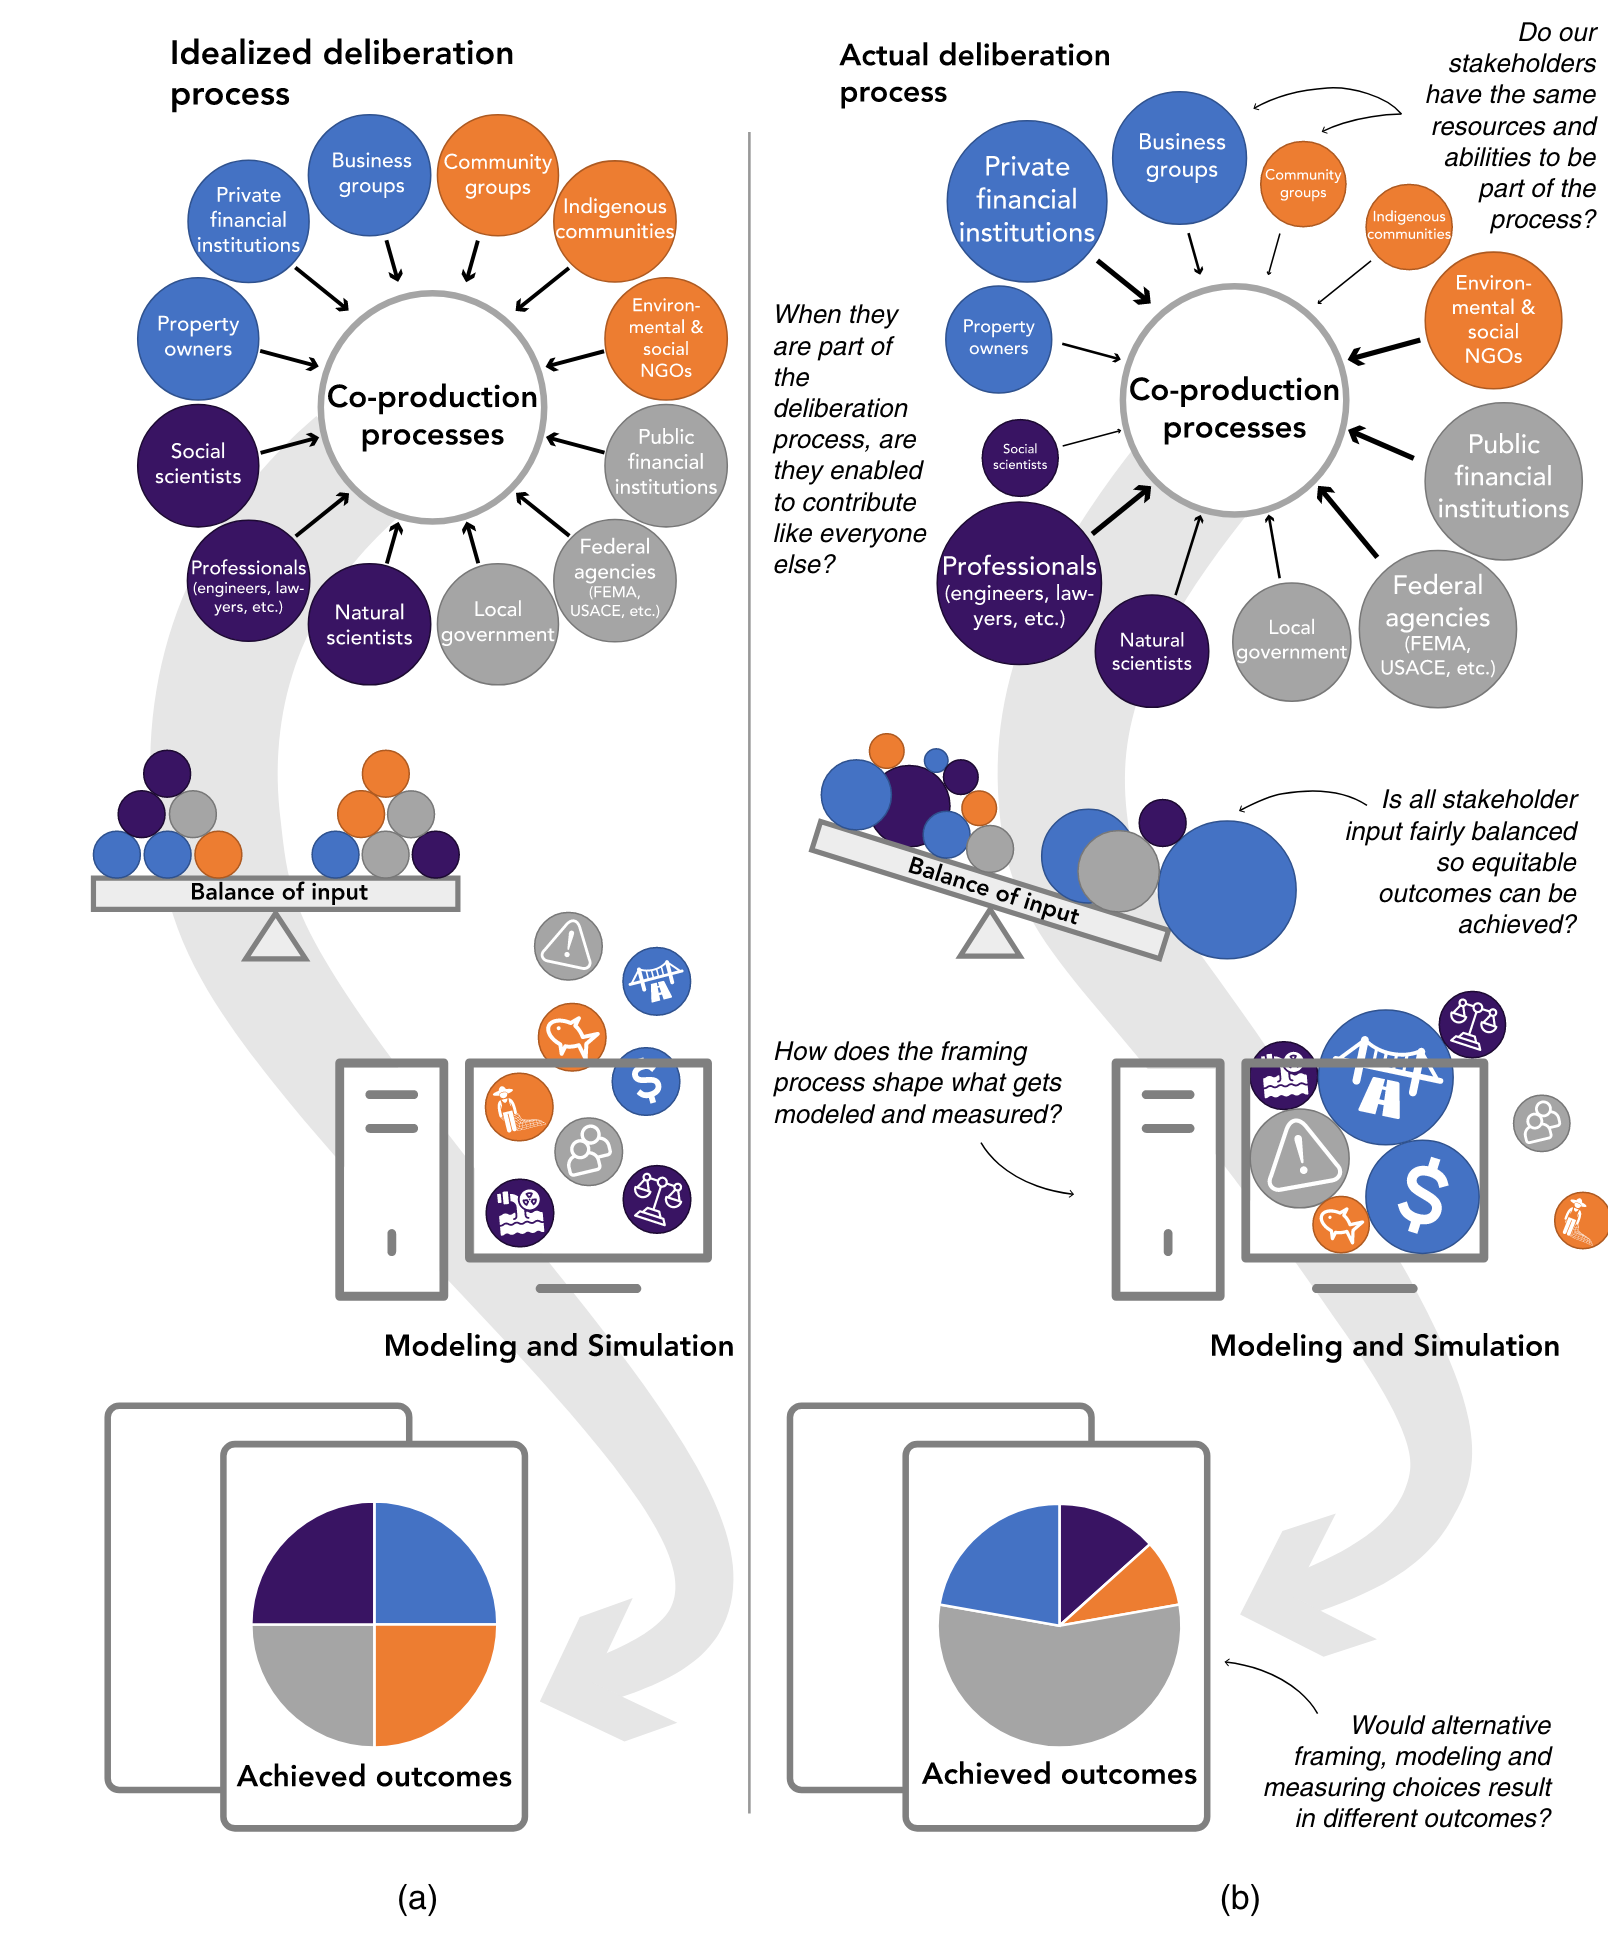 Idealized deliberation
process
Business
groups
Community
groups
Private
financial
institutions
Indigenous
communities
Property
owners
Environ-
mental &
social
NGOs
Co-production
processes
Social
scientists
Public
financial
institutions
Professionals
(engineers, law-
yers, etc.)
Natural
scientists
Local
government
Federal
agencies
(FEMA,
USACE, etc.)
Balance of input
$
Modeling and Simulation
Achieved outcomes
(a)
Actual deliberation
process
Do our
stakeholders
have the same
resources and
abilities to be
part of the
process?
Private
financial
institutions
Business
groups
Community
groups
Indigenous
communities
Environ-
mental &
social
NGOs
Property
owners
When they
are part of
the
deliberation
process, are
they enabled
to contribute
like everyone
else?
Co-production
processes
Social
scientists
Public
financial
institutions
Professionals
(engineers, law-
yers, etc.)
Natural
scientists
Local
government
Federal
agencies
(FEMA,
USACE, etc.)
Balance of input
Is all stakeholder
input fairly balanced
so equitable
outcomes can be
achieved?
How does the framing
process shape what gets
modeled and measured?
$
Modeling and Simulation
Achieved outcomes
Would alternative
framing, modeling and
measuring choices result
in different outcomes?
(b)